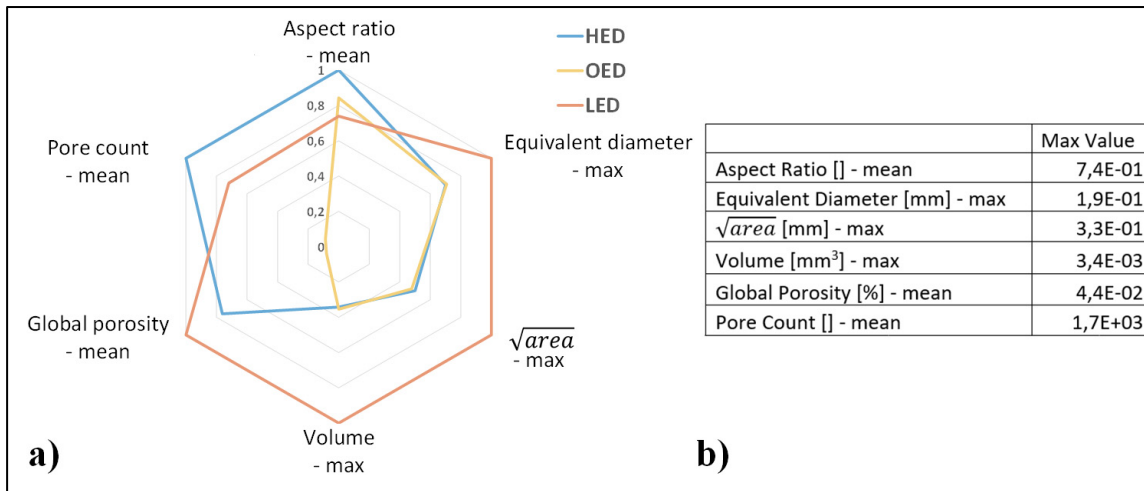 Aspect ratio
- mean
1
0,8
0,6
0,4
0,2
0
HED
OED
LED
Equivalent diameter
- max
√area
- max
Volume
- max
Global porosity
- mean
Pore count
- mean
a)
Max Value
Aspect Ratio [] - mean 7,4E-01
Equivalent Diameter [mm] - max 1,9E-01
√area [mm] - max 3,3E-01
Volume [mm³] - max 3,4E-03
Global Porosity [%] - mean 4,4E-02
Pore Count [] - mean 1,7E+03
b)